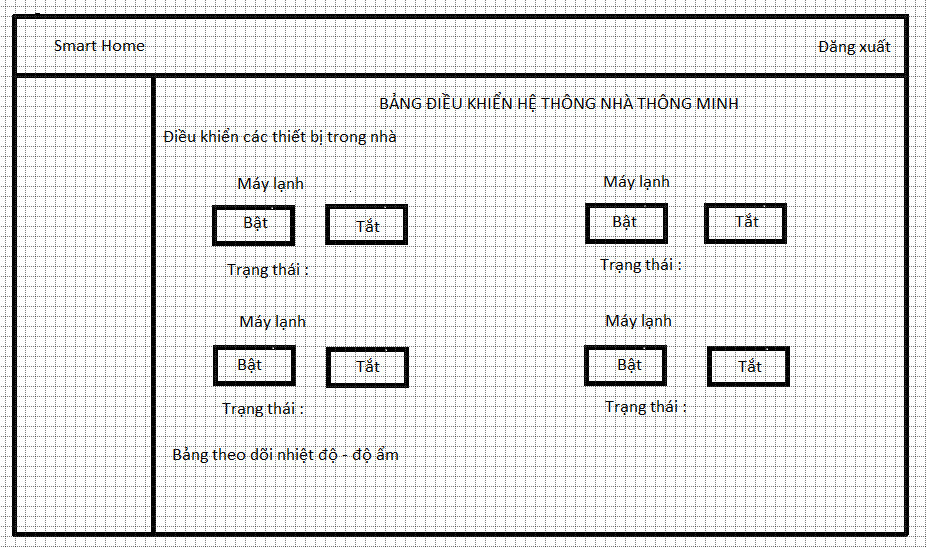 Smart Home Đăng xuất
BẢNG ĐIỀU KHIỂN HỆ THÔNG NHÀ THÔNG MINH
Điều khiển các thiết bị trong nhà
Máy lạnh Máy lạnh
Bật Tắt Bật Tắt
Trạng thái : Trạng thái :
Máy lạnh Máy lạnh
Bật Tắt Bật Tắt
Trạng thái : Trạng thái :
Bảng theo dõi nhiệt độ - độ ẩm